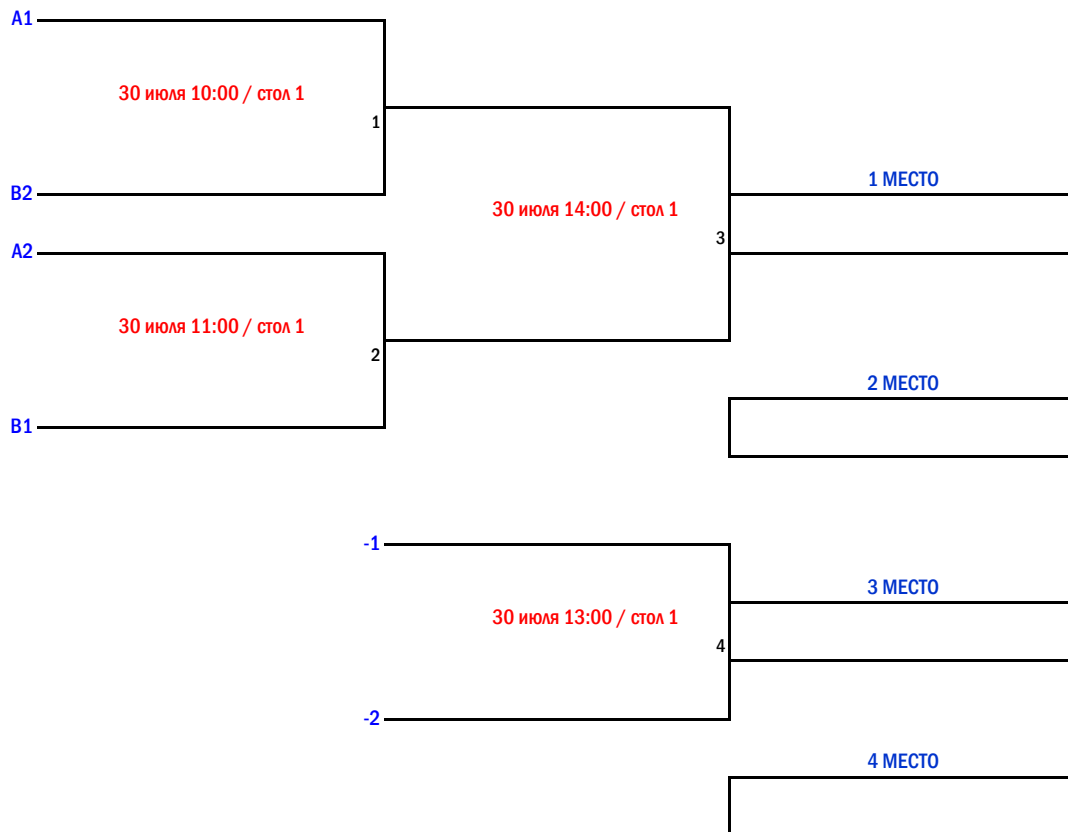 A1
30 июля 10:00 / стол 1
1
B2
1 МЕСТО
30 июля 14:00 / стол 1
3
A2
30 июля 11:00 / стол 1
2
2 МЕСТО
B1
-1
3 МЕСТО
30 июля 13:00 / стол 1
4
-2
4 МЕСТО